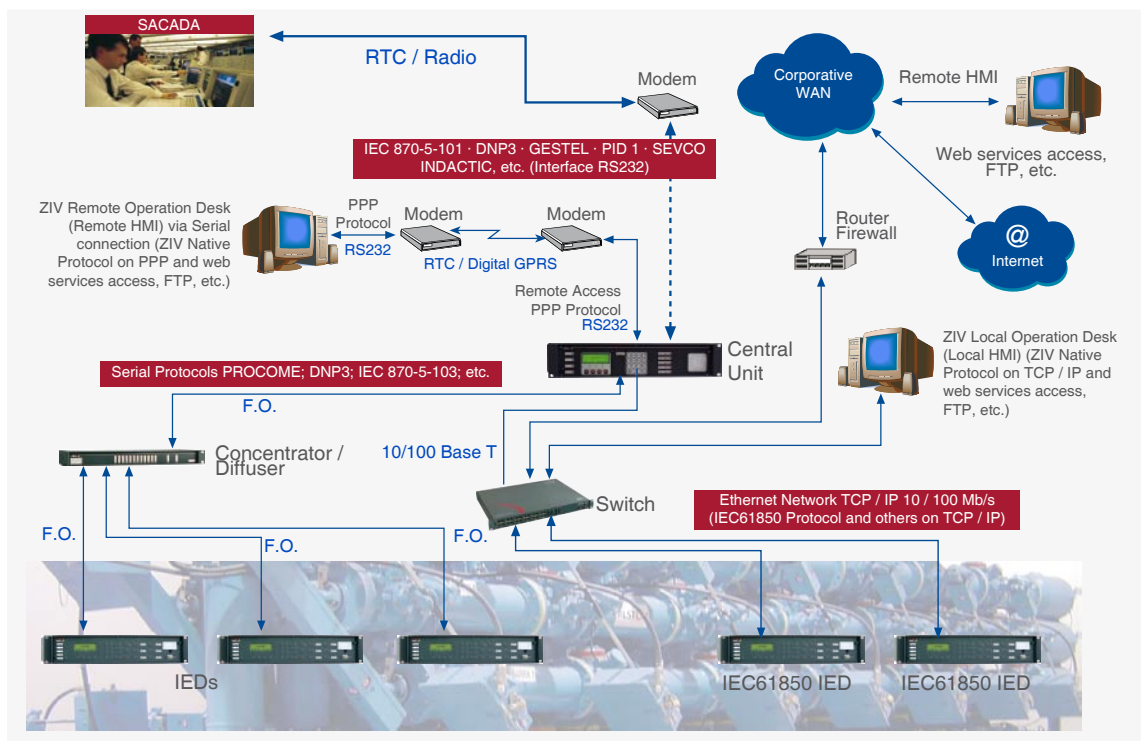 SACADA
RTC / Radio
Modem
Corporative
WAN
Remote HMI
Web services access,
FTP, etc.
IEC 870-5-101 · DNP3 · GESTEL · PID 1 · SEVCO
INDACTIC, etc. (Interface RS232)
ZIV Remote Operation Desk
(Remote HMI) via Serial
connection (ZIV Native
Protocol on PPP and web
services access, FTP, etc.)
PPP
Protocol
RS232
Modem
Modem
RTC / Digital GPRS
Router
Firewall
@
Internet
Remote Access
PPP Protocol
RS232
Central
Unit
ZIV Local Operation Desk
(Local HMI) (ZIV Native
Protocol on TCP / IP and
web services access,
FTP, etc.)
Serial Protocols PROCOME; DNP3; IEC 870-5-103; etc.
F.O.
Concentrator /
Diffuser
10/100 Base T
Switch
Ethernet Network TCP / IP 10 / 100 Mb/s
(IEC61850 Protocol and others on TCP / IP)
F.O.
F.O.
F.O.
IEDs
IEC61850 IED
IEC61850 IED